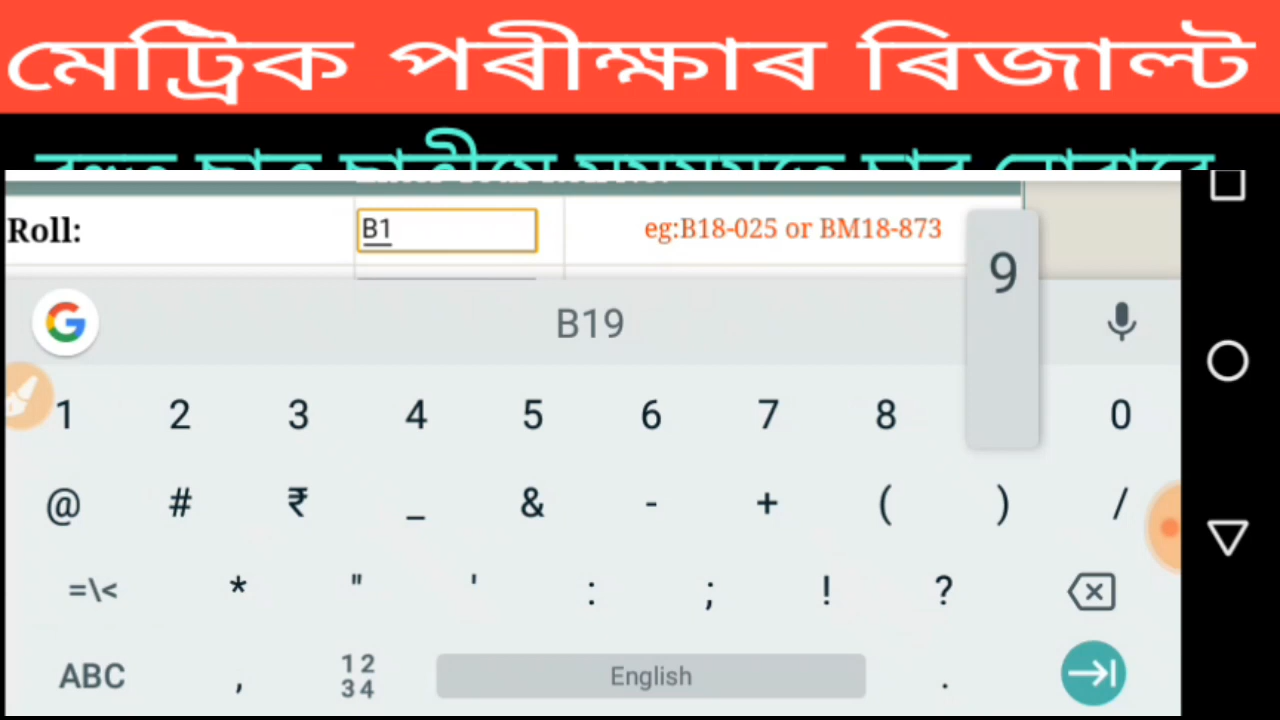 মেট্ৰিক পৰীক্ষাৰ ৰিজাল্ট
Roll:
B1
eg:B18-025 or BM18-873
9
B19
1 2 3 4 5 6 7 8 0
@ # ₹ _ & - + ( ) /
=\< * " ' : ; ! ?
ABC , 12 34 English .